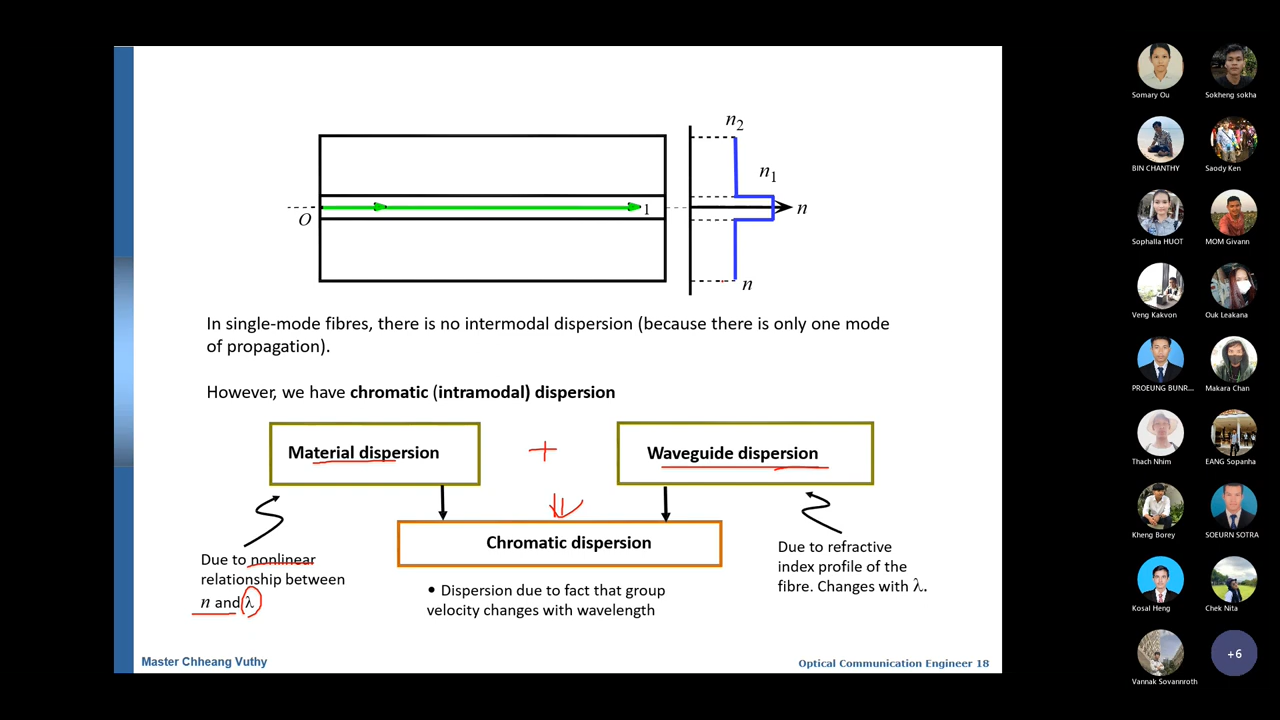 n2
n1
n
O
1
n
In single-mode fibres, there is no intermodal dispersion (because there is only one mode
of propagation).
However, we have chromatic (intramodal) dispersion
Material dispersion
+
Waveguide dispersion
Chromatic dispersion
Due to nonlinear
relationship between
n and λ
• Dispersion due to fact that group
velocity changes with wavelength
Due to refractive
index profile of the
fibre. Changes with λ.
Master Chheang Vuthy
Optical Communication Engineer 18
Somary Ou
Sokheng sokha
BIN CHANTHY
Saody Ken
Sophalla HUOT
MOM Givann
Veng Kakvon
Ouk Leakana
PROEUNG BUNR...
Makara Chan
Thach Nhim
EANG Sopanha
Kheng Borey
SOEURN SOTRA
Kosal Heng
Chek Nita
Vannak Sovannroth
+6